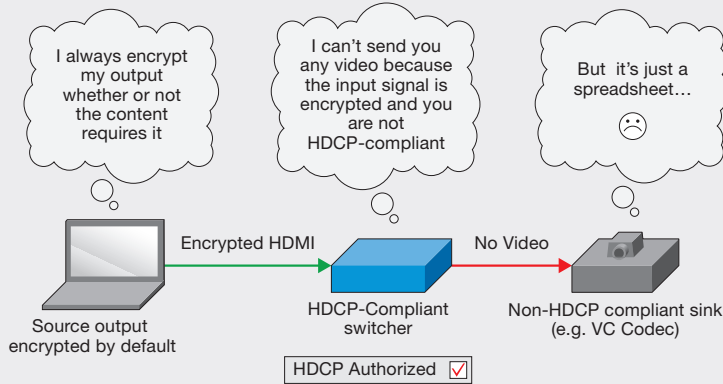 I always encrypt
my output
whether or not
the content
requires it
I can't send you
any video because
the input signal is
encrypted and you
are not
HDCP-compliant
But it's just a
spreadsheet…
Encrypted HDMI
No Video
Source output
encrypted by default
HDCP-Compliant
switcher
Non-HDCP compliant sink
(e.g. VC Codec)
HDCP Authorized